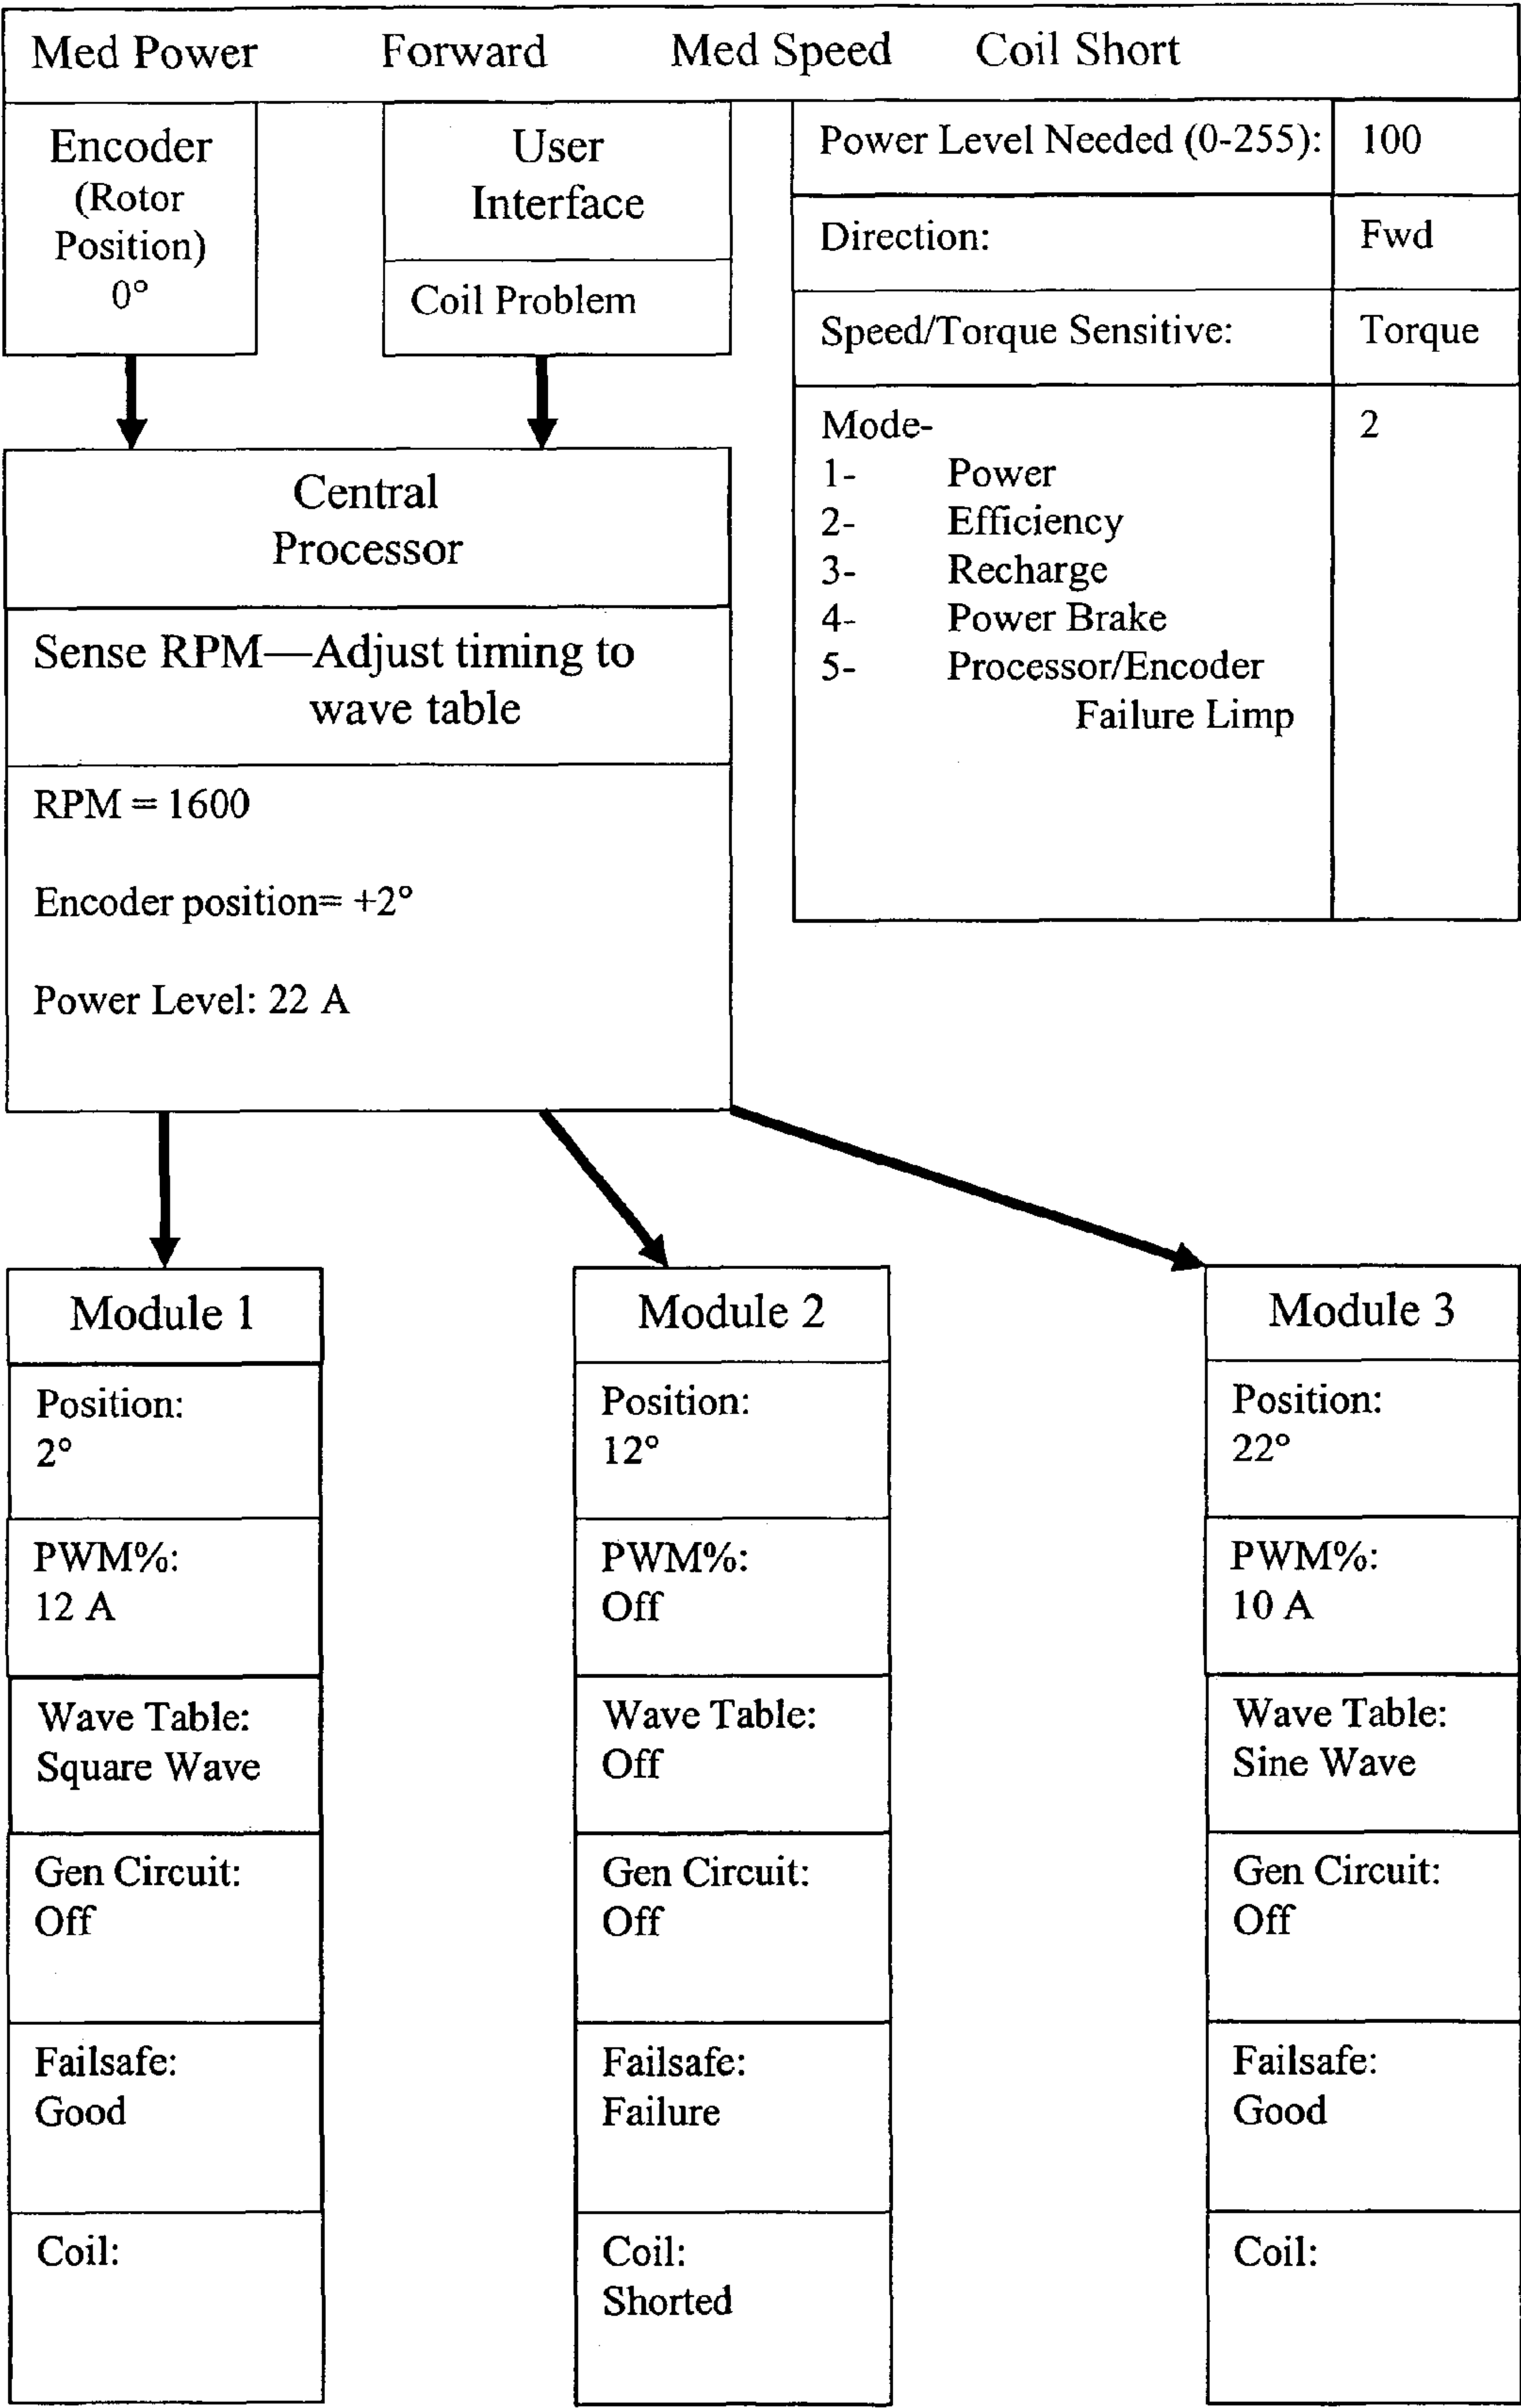 Med Power Forward Med Speed Coil Short
Encoder
(Rotor
Position)
0°
User
Interface
Coil Problem
Power Level Needed (0-255): 100
Direction: Fwd
Speed/Torque Sensitive: Torque
Mode- 2
1- Power
2- Efficiency
3- Recharge
4- Power Brake
5- Processor/Encoder
Failure Limp
Central
Processor
Sense RPM—Adjust timing to
wave table
RPM = 1600
Encoder position= +2°
Power Level: 22 A
Module 1
Position:
2°
PWM%:
12 A
Wave Table:
Square Wave
Gen Circuit:
Off
Failsafe:
Good
Coil:
Module 2
Position:
12°
PWM%:
Off
Wave Table:
Off
Gen Circuit:
Off
Failsafe:
Failure
Coil:
Shorted
Module 3
Position:
22°
PWM%:
10 A
Wave Table:
Sine Wave
Gen Circuit:
Off
Failsafe:
Good
Coil: